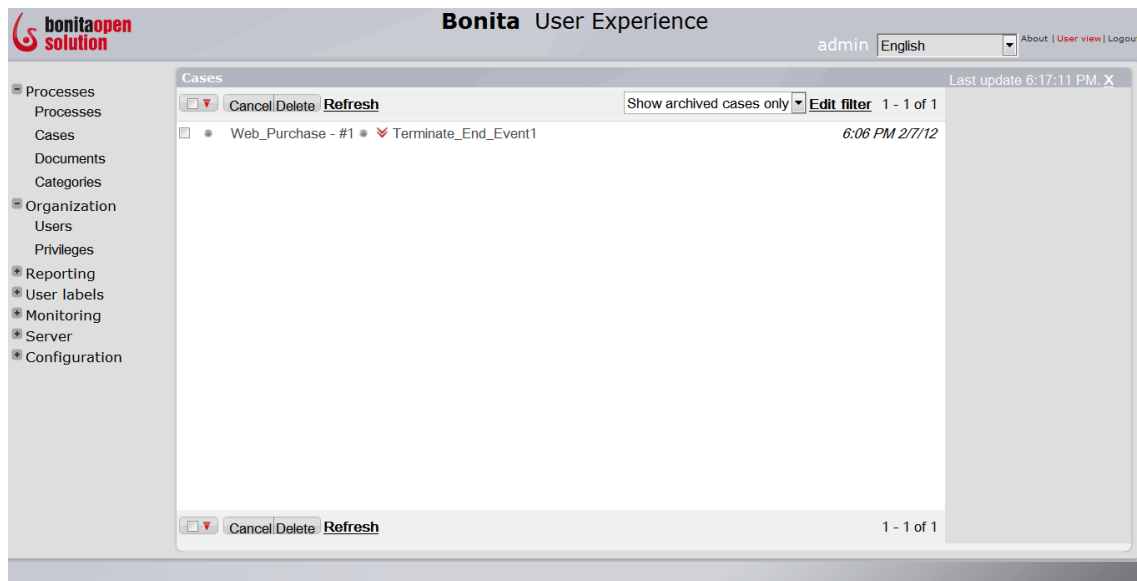 bonitaopen
solution
Bonita User Experience
admin English About | User view | Logou
Processes
Processes
Cases
Documents
Categories
Organization
Users
Privileges
Reporting
User labels
Monitoring
Server
Configuration
Cases Last update 6:17:11 PM. X
Cancel Delete Refresh Show archived cases only Edit filter 1 - 1 of 1
Web_Purchase - #1 Terminate_End_Event1 6:06 PM 2/7/12
Cancel Delete Refresh 1 - 1 of 1